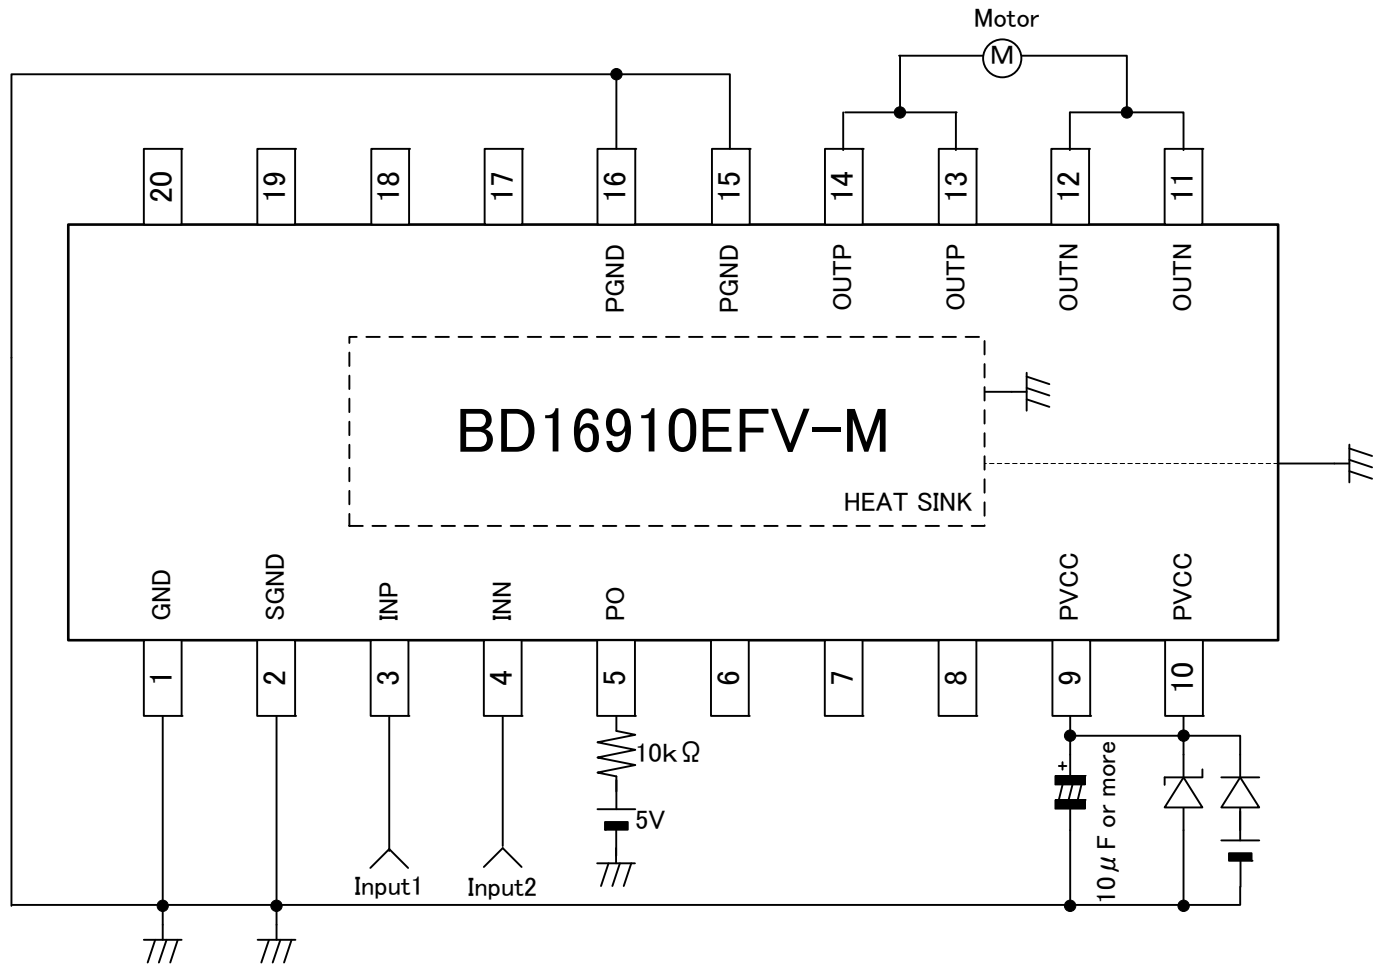 Motor
M
20
19
18
17
16
15
14
13
12
11
PGND
PGND
OUTP
OUTP
OUTN
OUTN
BD16910EFV-M
HEAT SINK
GND
SGND
INP
INN
PO
PVCC
PVCC
1
2
3
4
5
6
7
8
9
10
10kΩ
5V
+
10μF or more
Input1
Input2